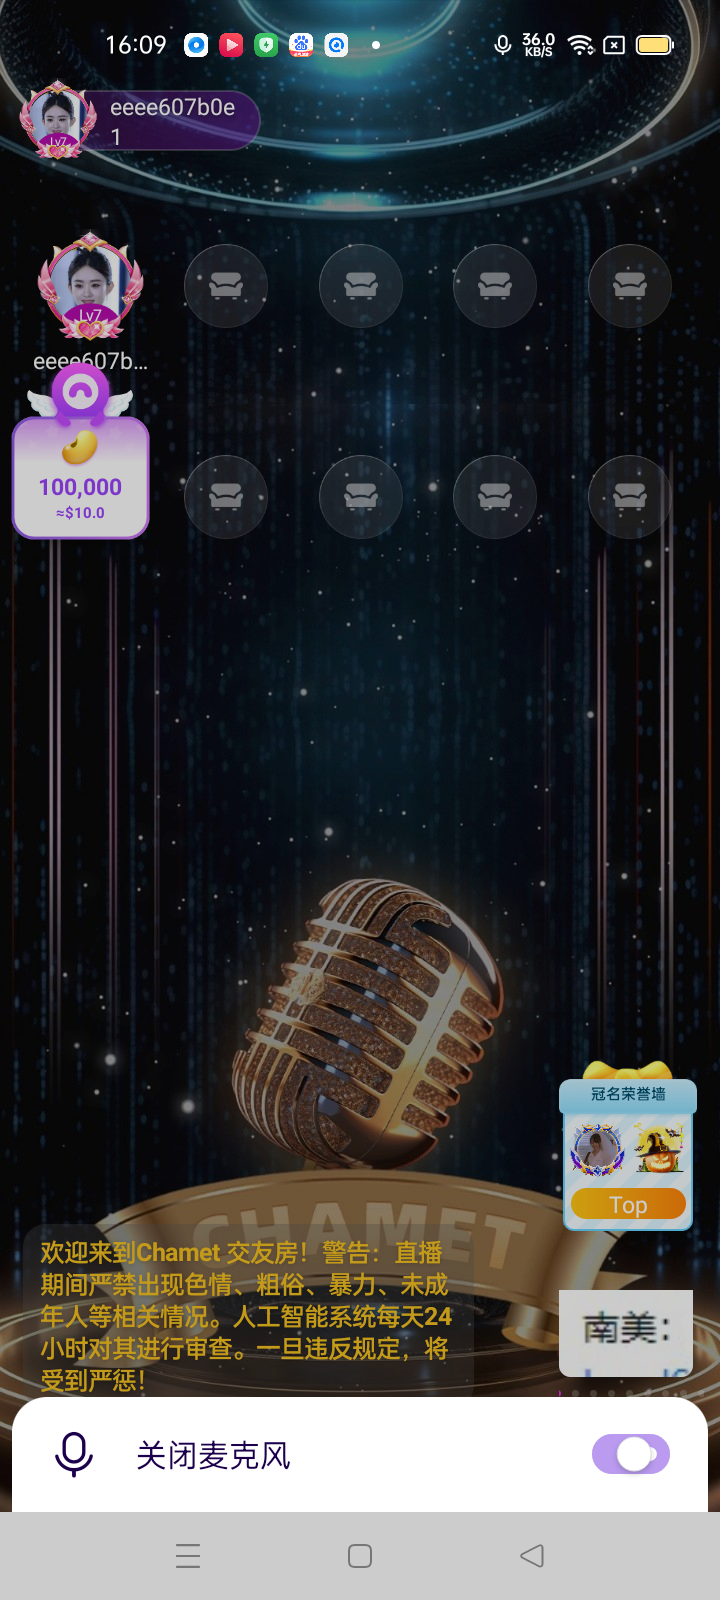 16:09
36.0
KB/S
eeee607b0e
1
Lv7
Lv7
eeee607b...
100,000
≈$10.0
冠名荣誉墙
Top
CHAMET
欢迎来到Chamet 交友房！警告：直播
期间严禁出现色情、粗俗、暴力、未成
年人等相关情况。人工智能系统每天24
小时对其进行审查。一旦违反规定，将
受到严惩！
南美：
关闭麦克风